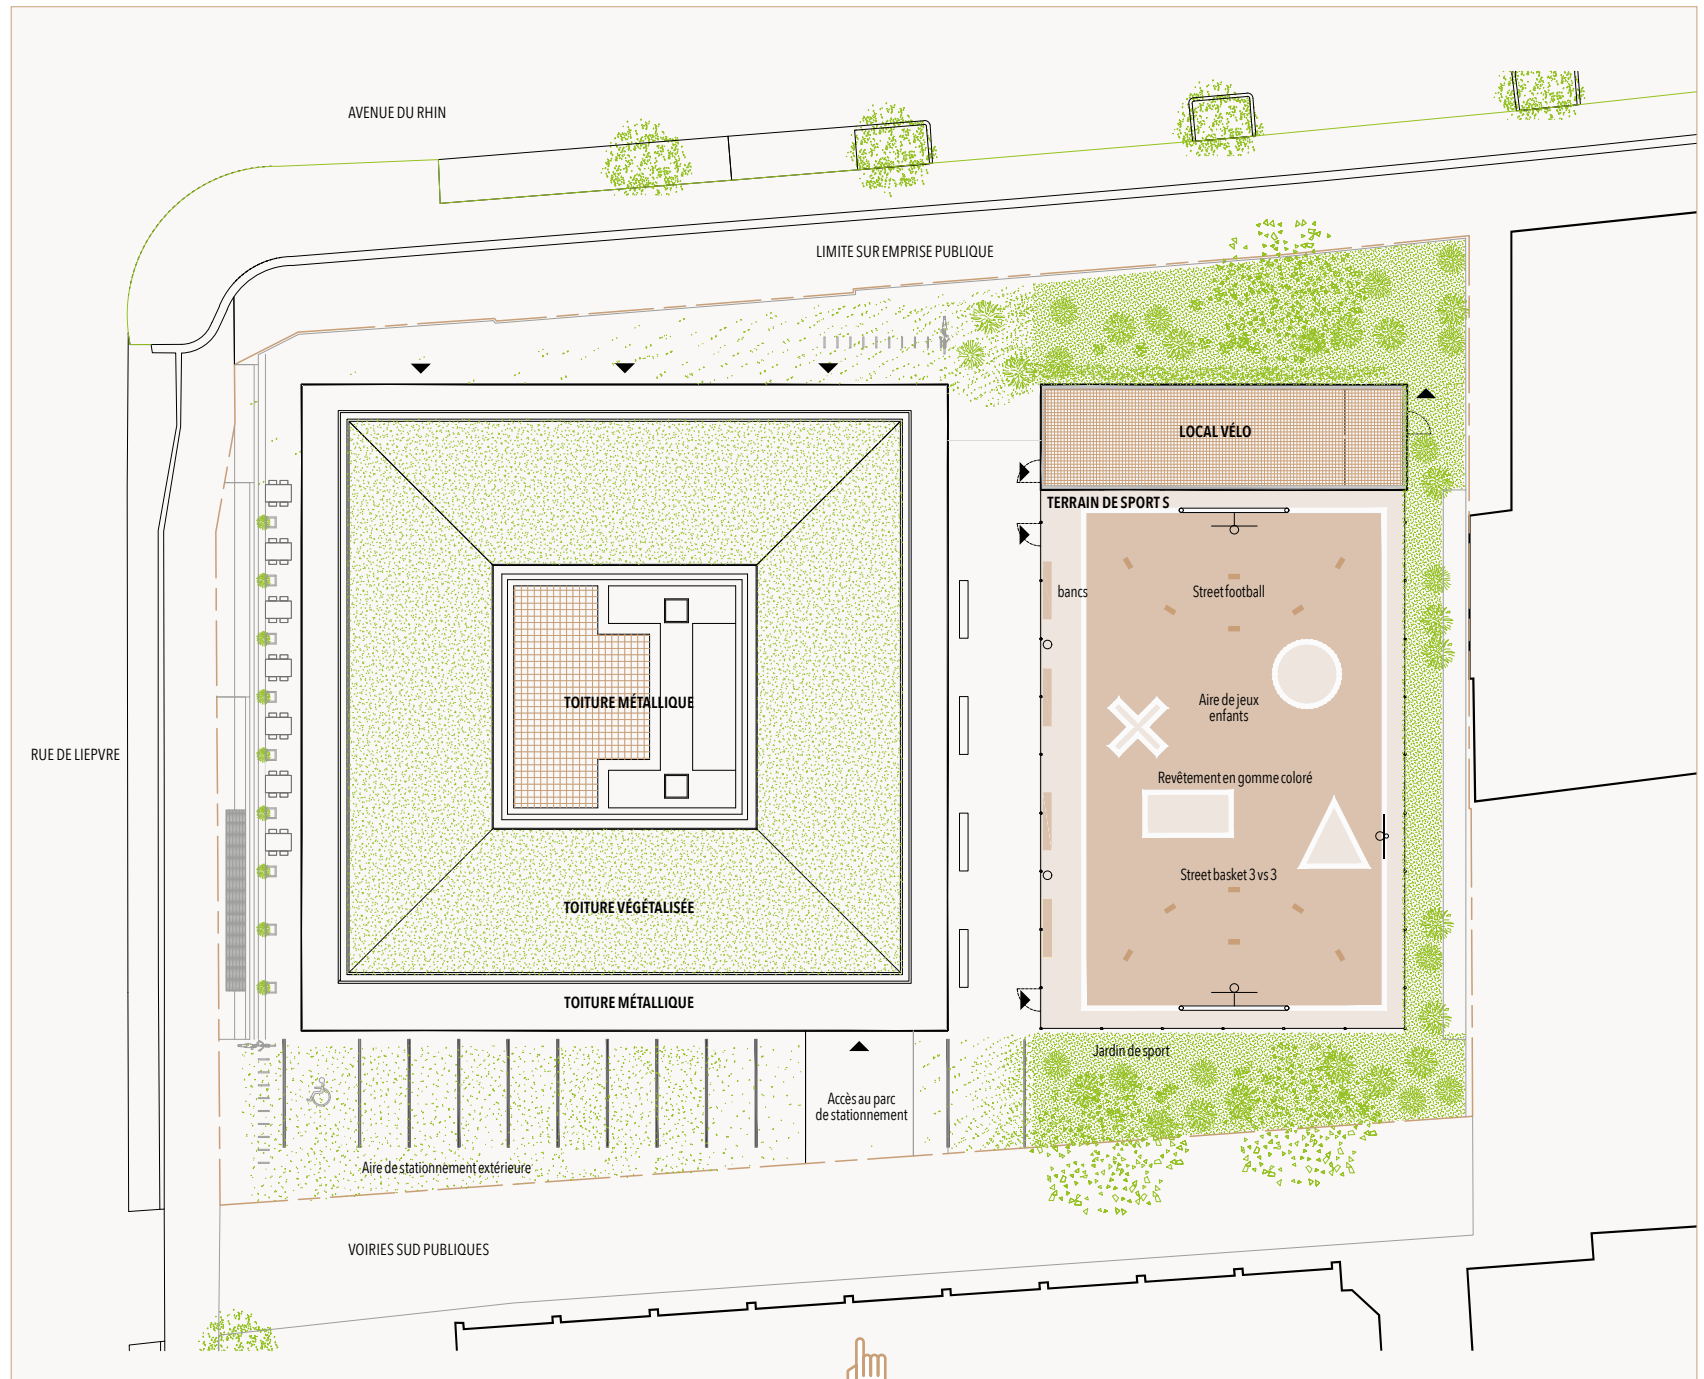 AVENUE DU RHIN
LIMITE SUR EMPRISE PUBLIQUE
LOCAL VÉLO
TERRAIN DE SPORT S
bancs
Street football
TOITURE MÉTALLIQUE
Aire de jeux
enfants
RUE DE LIEPVRE
Revêtement en gomme coloré
Street basket 3 vs 3
TOITURE VÉGÉTALISÉE
TOITURE MÉTALLIQUE
Jardin de sport
Accès au parc
de stationnement
Aire de stationnement extérieure
VOIRIES SUD PUBLIQUES